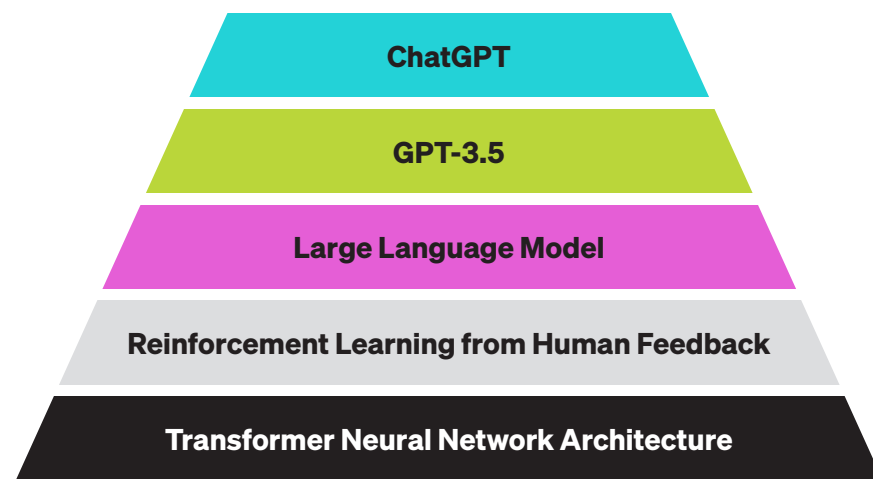 ChatGPT
GPT-3.5
Large Language Model
Reinforcement Learning from Human Feedback
Transformer Neural Network Architecture